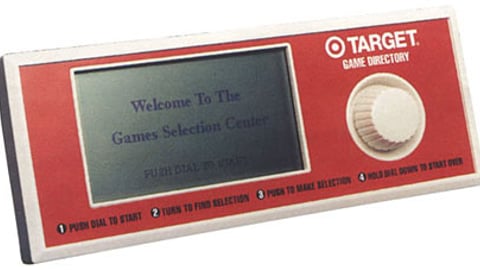 TARGET
GAME DIRECTORY
Welcome To The
Games Selection Center
PUSH DIAL TO START
1 PUSH DIAL TO START 2 TURN TO FIND SELECTION 3 PUSH TO MAKE SELECTION 4 HOLD DIAL DOWN TO START OVER